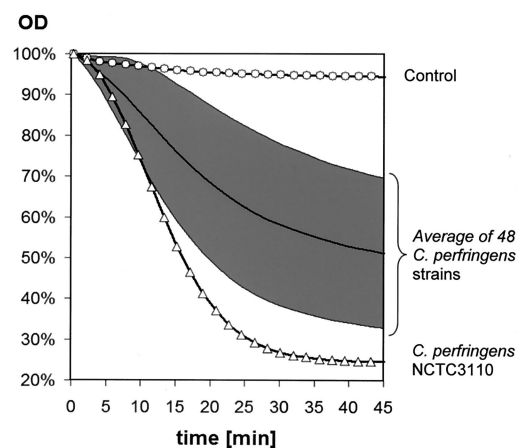 OD
100%
90%
80%
70%
60%
50%
40%
30%
20%
0 5 10 15 20 25 30 35 40 45
time [min]
Control
Average of 48
C. perfringens
strains
C. perfringens
NCTC3110